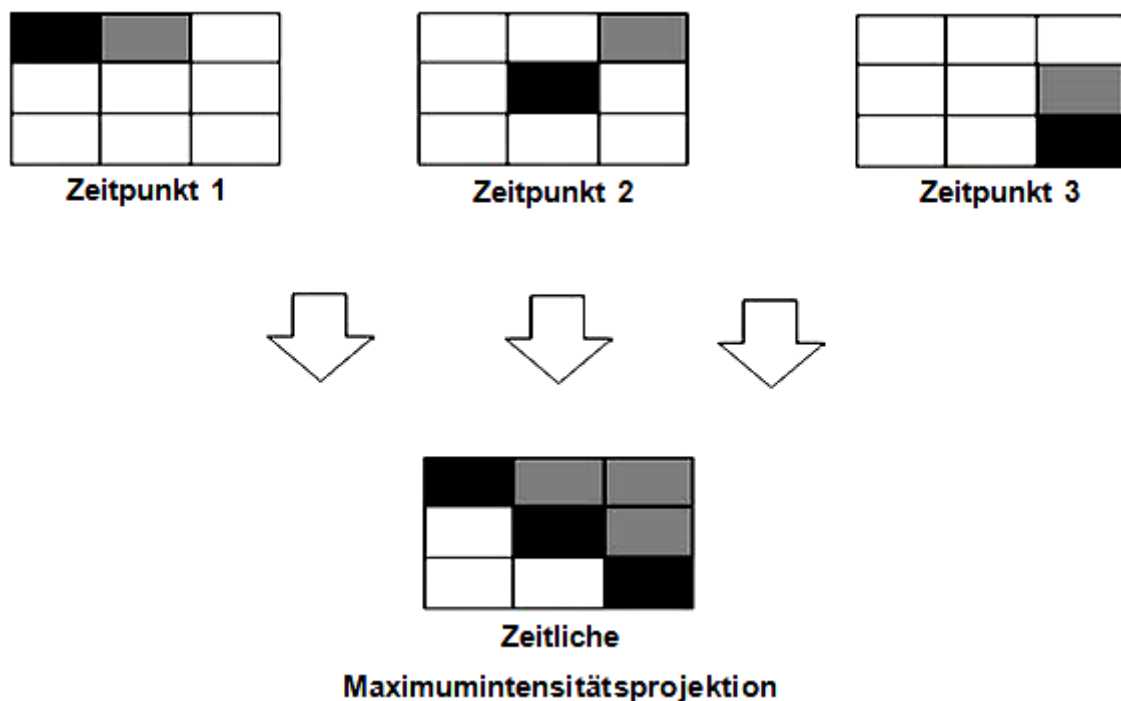 Zeitpunkt 1
Zeitpunkt 2
Zeitpunkt 3
Zeitliche
Maximumintensitätsprojektion